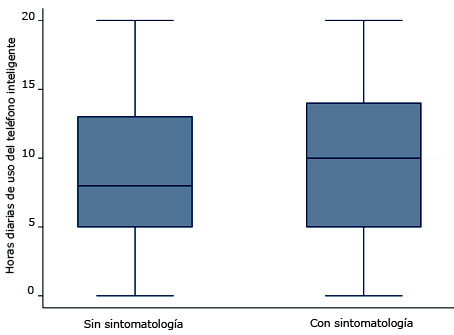 Horas diarias de uso del teléfono inteligente
20
15
10
5
0
Sin sintomatología
Con sintomatología